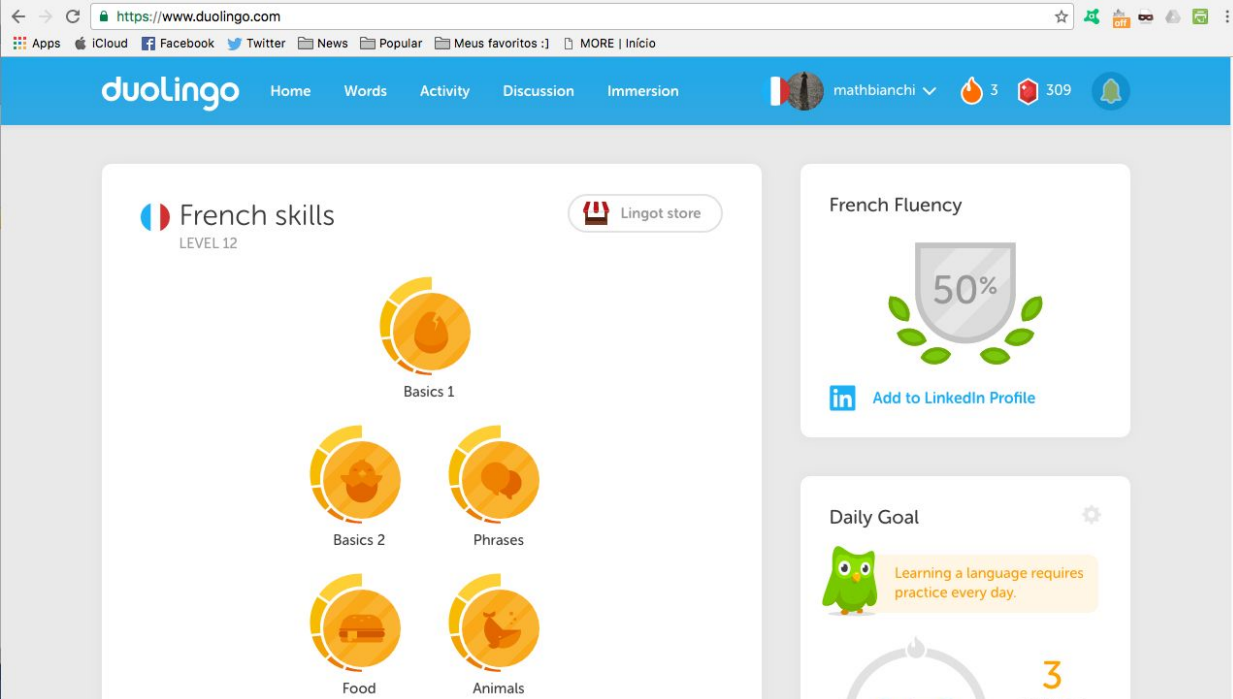 https://www.duolingo.com
off
Apps iCloud Facebook Twitter News Popular Meus favoritos :] MORE | Início
duolingo Home Words Activity Discussion Immersion mathbianchi 3 309
French skills
LEVEL 12
Lingot store
Basics 1
Basics 2 Phrases
Food Animals
French Fluency
50%
in Add to LinkedIn Profile
Daily Goal
Learning a language requires
practice every day.
3